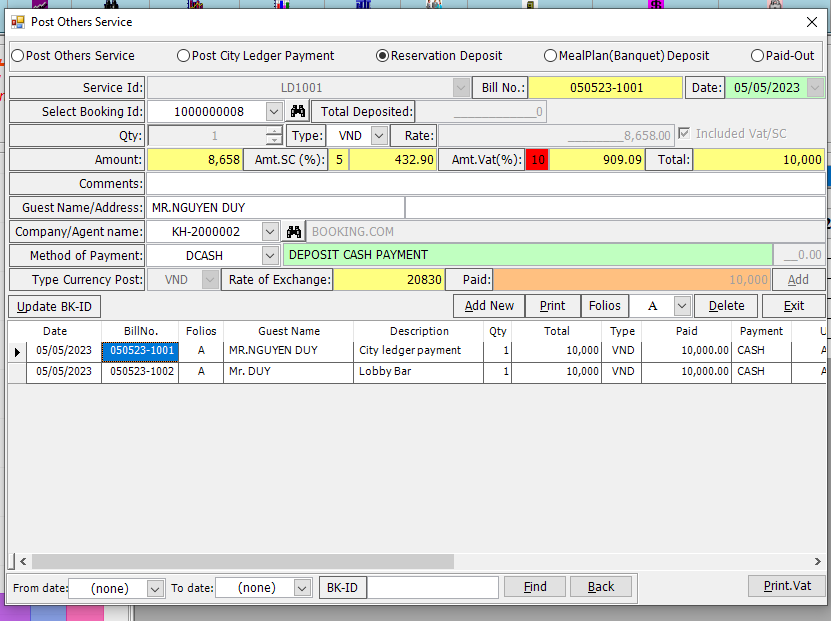 Post Others Service
Post Others Service Post City Ledger Payment Reservation Deposit MealPlan(Banquet) Deposit Paid-Out
Service Id: LD1001 Bill No.: 050523-1001 Date: 05/05/2023
Select Booking Id: 1000000008 Total Deposited: ______________0
Qty: 1 Type: VND Rate: _________8,658.00 Included Vat/SC
Amount: 8,658 Amt.SC (%): 5 432.90 Amt.Vat(%): 10 909.09 Total: 10,000
Comments:
Guest Name/Address: MR.NGUYEN DUY
Company/Agent name: KH-2000002 BOOKING.COM
Method of Payment: DCASH DEPOSIT CASH PAYMENT __0.00
Type Currency Post: VND Rate of Exchange: 20830 Paid: 10,000 Add
Update BK-ID Add New Print Folios A Delete Exit
Date BillNo. Folios Guest Name Description Qty Total Type Paid Payment U
05/05/2023 050523-1001 A MR.NGUYEN DUY City ledger payment 1 10,000 VND 10,000.00 CASH A
05/05/2023 050523-1002 A Mr. DUY Lobby Bar 1 10,000 VND 10,000.00 CASH A
From date: (none) To date: (none) BK-ID Find Back Print.Vat